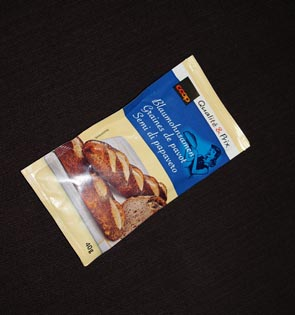 coop
Qualité & Prix
Blaumohnsamen
Graines de pavot
Semi di papavero
40g